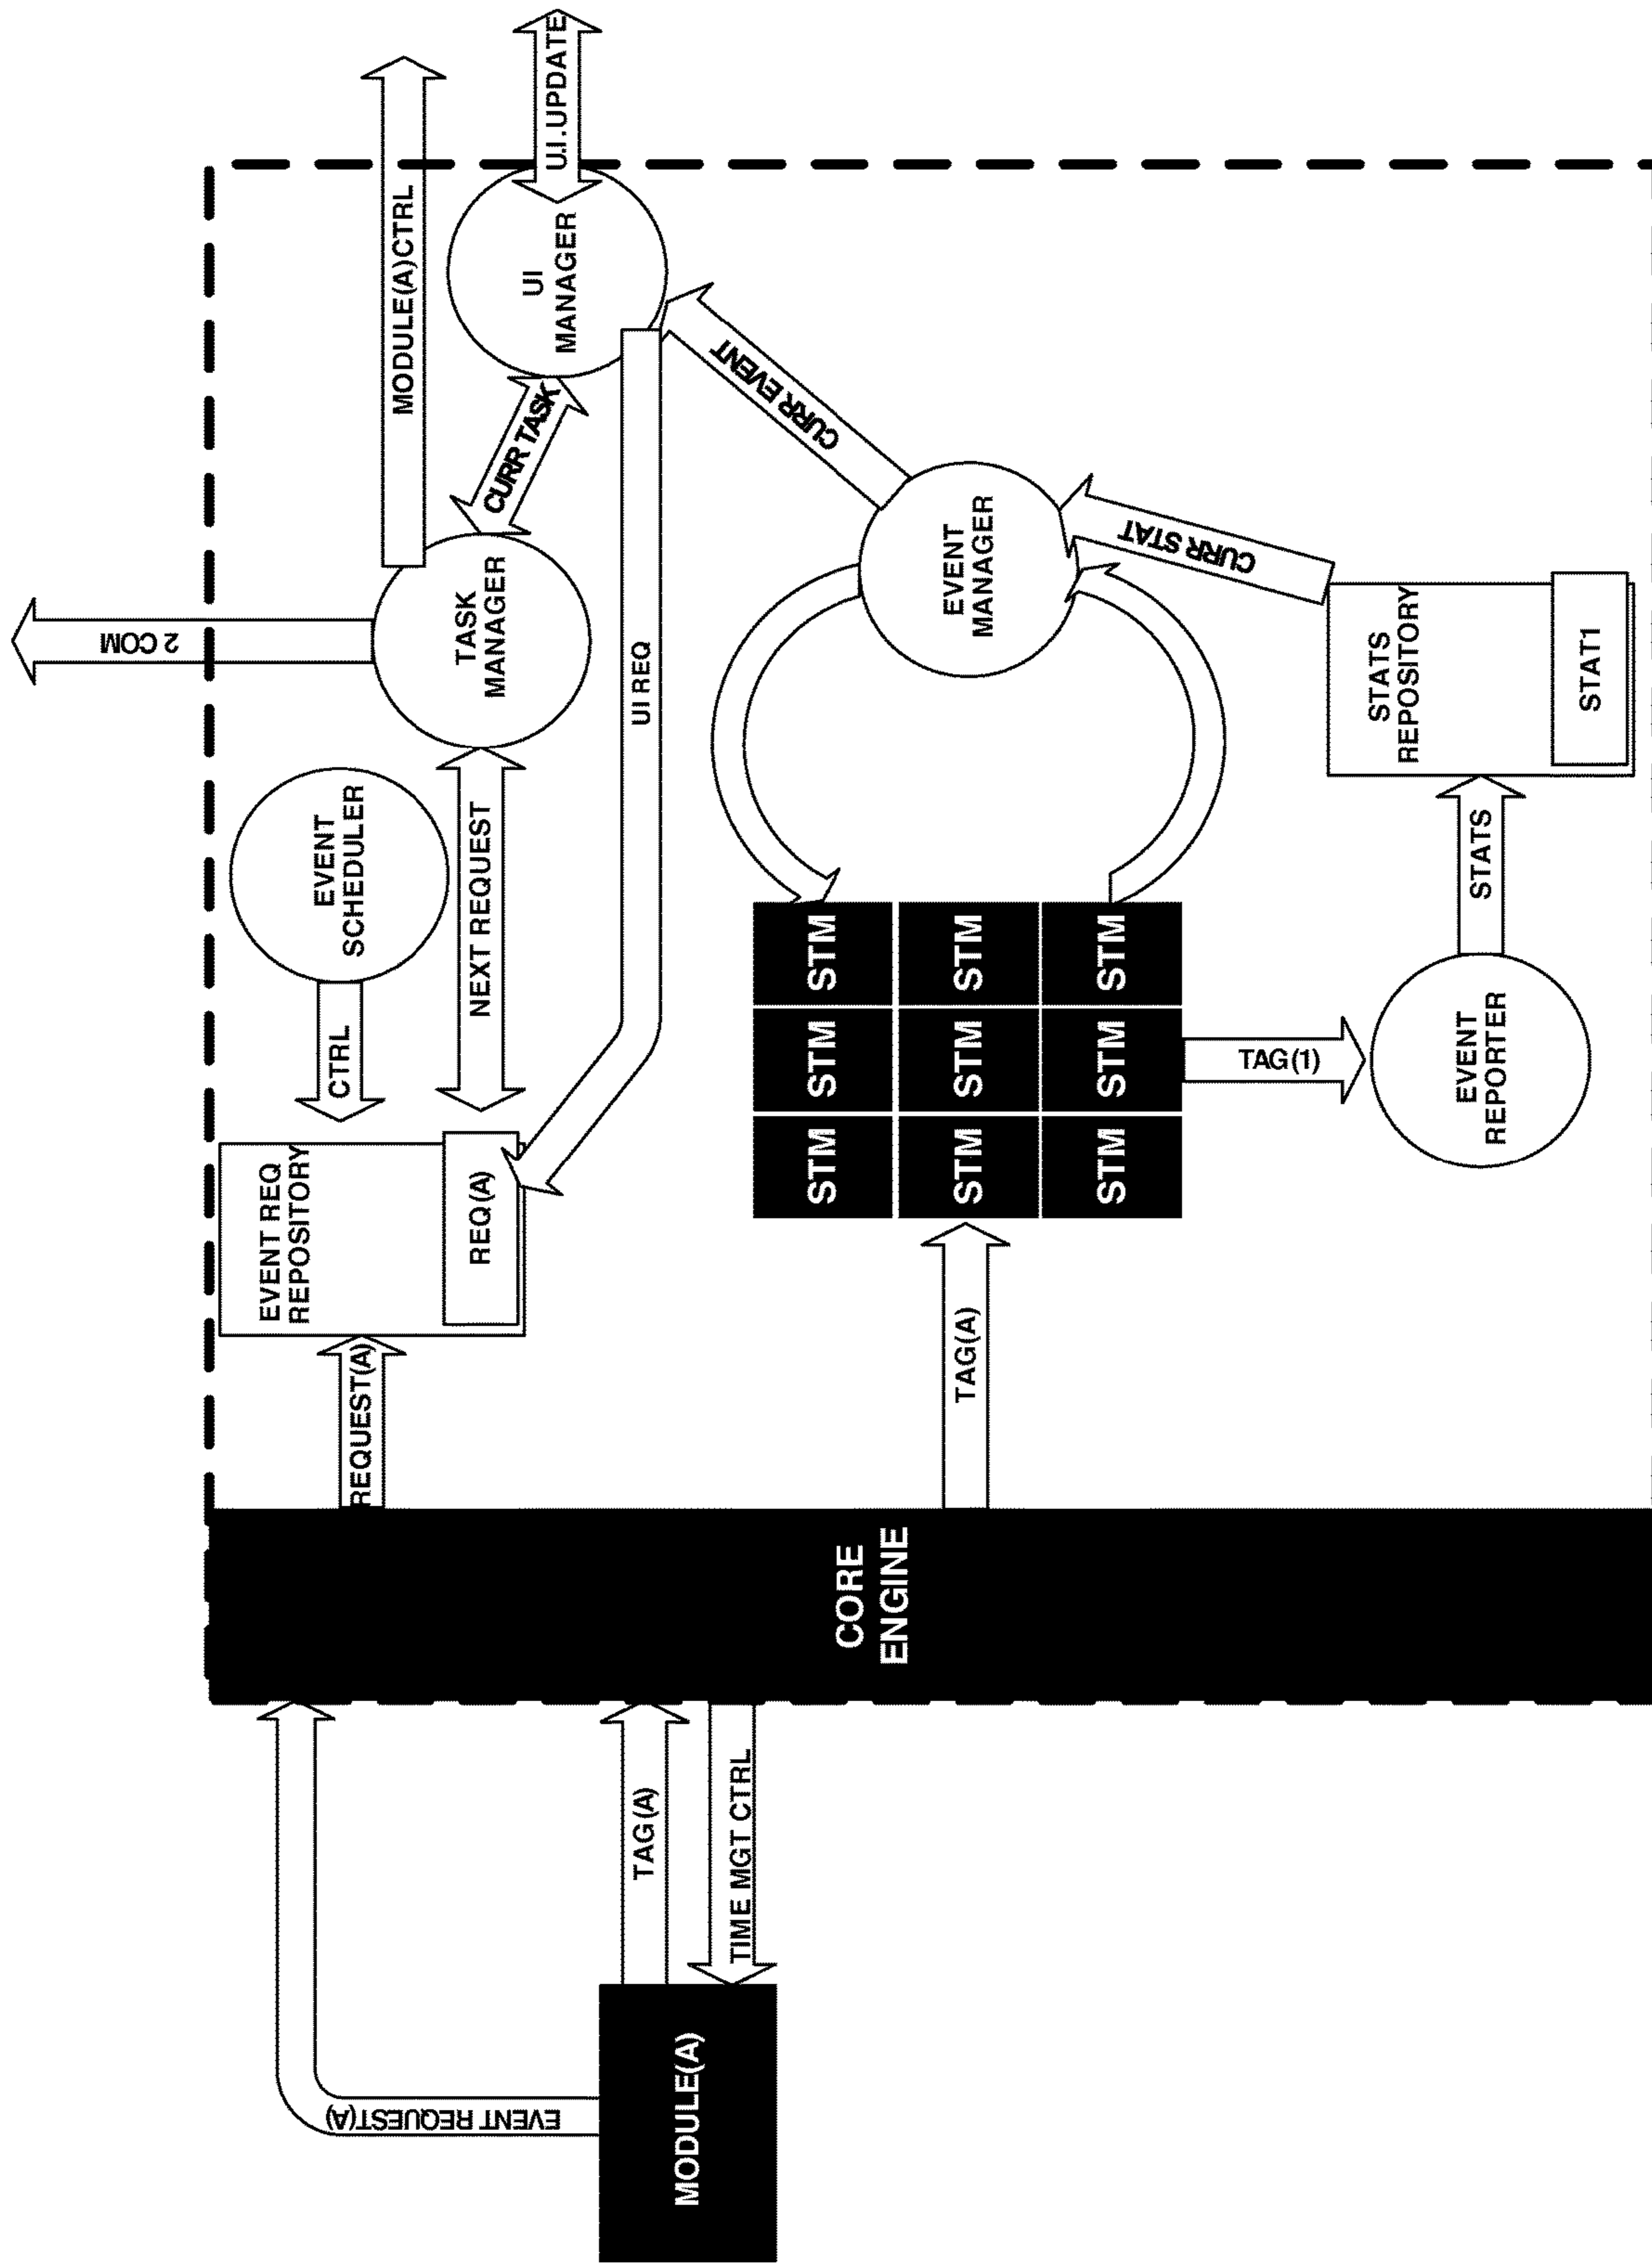 2 COM
MODULE(A)CTRL
U.I.UPDATE
UI
MANAGER
CURR TASK
TASK
MANAGER
EVENT
SCHEDULER
CTRL
NEXT REQUEST
UI REQ
EVENT REQ
REPOSITORY
REQ(A)
REQUEST(A)
CURR EVENT
EVENT
MANAGER
CURR STAT
STATS
REPOSITORY
STAT1
STATS
EVENT
REPORTER
TAG(1)
STM STM STM
STM STM STM
STM STM STM
TAG(A)
CORE
ENGINE
EVENT REQUEST(A)
TAG(A)
TIME MGT CTRL
MODULE(A)